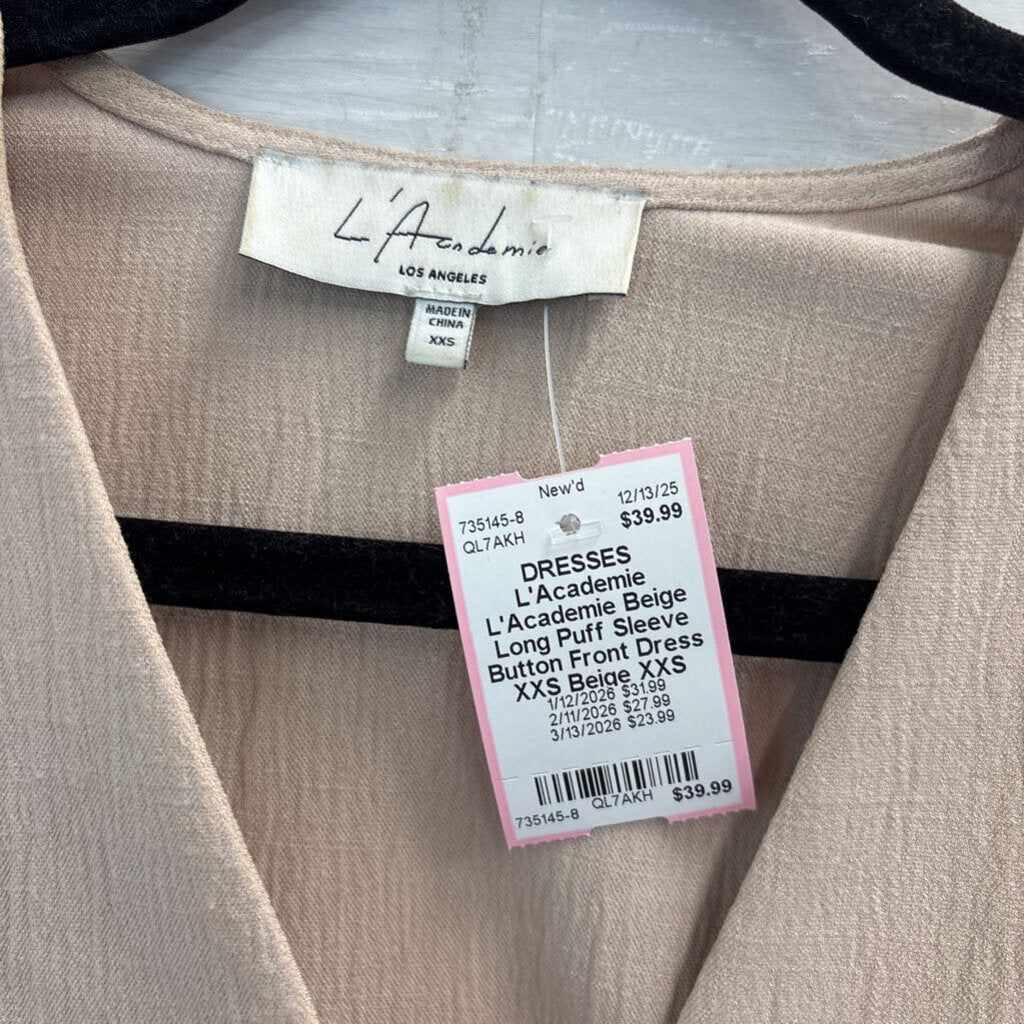 L'Academie
LOS ANGELES
MADE IN
CHINA
XXS
New'd
735145-8
12/13/25
QL7AKH
$39.99
DRESSES
L'Academie
L'Academie Beige
Long Puff Sleeve
Button Front Dress
XXS Beige XXS
1/12/2026 $31.99
2/11/2026 $27.99
3/13/2026 $23.99
735145-8 QL7AKH $39.99